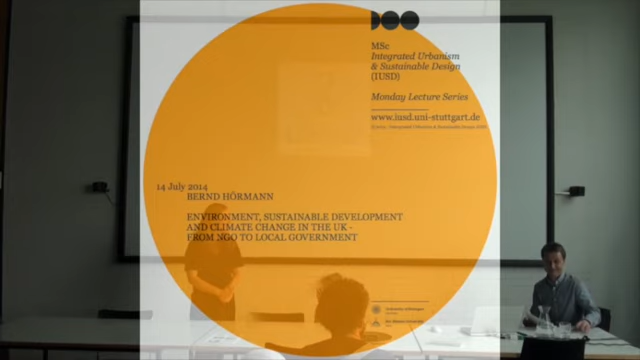 MSc
Integrated Urbanism
& Sustainable Design
(IUSD)
Monday Lecture Series
www.iusd.uni-stuttgart.de
14 July 2014
BERND HÖRMANN
ENVIRONMENT, SUSTAINABLE DEVELOPMENT
AND CLIMATE CHANGE IN THE UK -
FROM NGO TO LOCAL GOVERNMENT